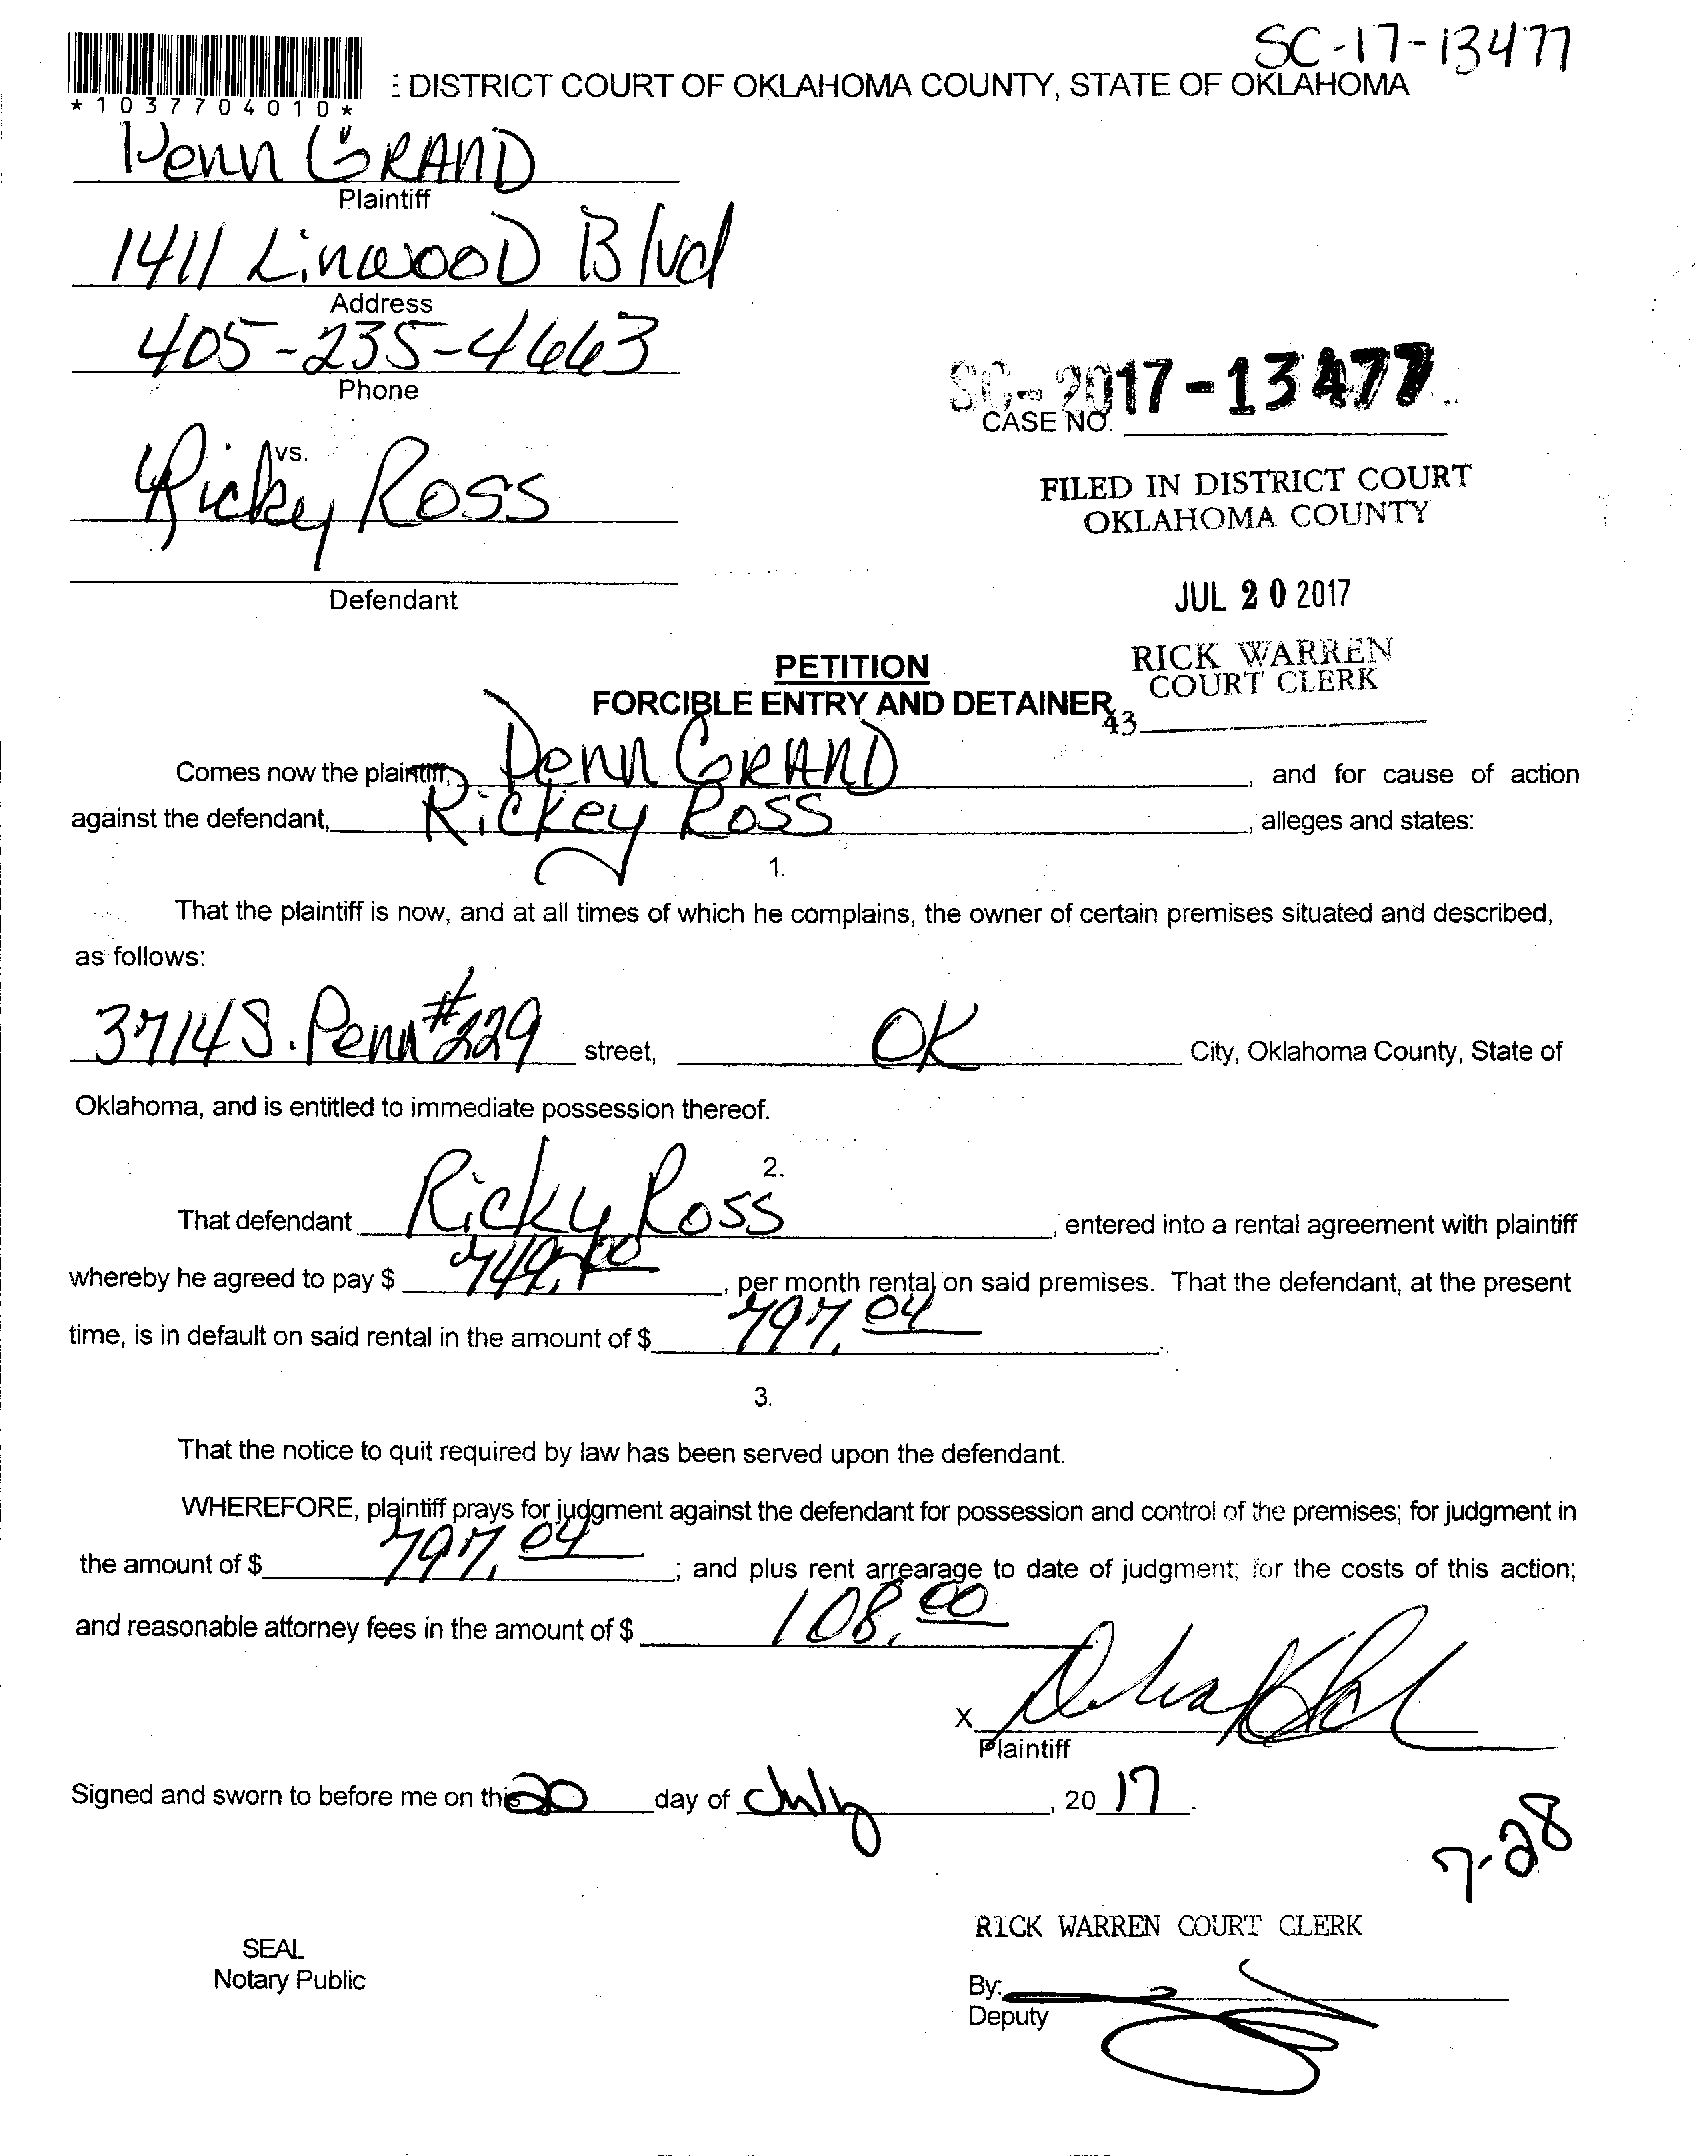 SC-17-13477
DISTRICT COURT OF OKLAHOMA COUNTY, STATE OF OKLAHOMA
*1037704010*
Penn GRAND
Plaintiff
1411 Linwood Blvd
Address
405-235-4663
Phone
SC-2017-13477
CASE NO.
vs.
Ricky Ross
FILED IN DISTRICT COURT
OKLAHOMA COUNTY
Defendant
JUL 20 2017
PETITION
RICK WARREN
COURT CLERK
FORCIBLE ENTRY AND DETAINER
43
Comes now the plaintiff, Penn GRAND, and for cause of action
against the defendant, Rickey Ross, alleges and states:
1.
That the plaintiff is now, and at all times of which he complains, the owner of certain premises situated and described,
as follows:
3714 S. Penn #229 street, OK City, Oklahoma County, State of
Oklahoma, and is entitled to immediate possession thereof.
2.
That defendant Ricky Ross, entered into a rental agreement with plaintiff
whereby he agreed to pay $ , per month rental on said premises. That the defendant, at the present
time, is in default on said rental in the amount of $ 797.04.
3.
That the notice to quit required by law has been served upon the defendant.
WHEREFORE, plaintiff prays for judgment against the defendant for possession and control of the premises; for judgment in
the amount of $ 797.04; and plus rent arrearage to date of judgment; for the costs of this action;
and reasonable attorney fees in the amount of $ 108.00
X
Plaintiff
Signed and sworn to before me on this 20 day of July, 2017.
7-28
RICK WARREN COURT CLERK
SEAL
Notary Public
By:
Deputy